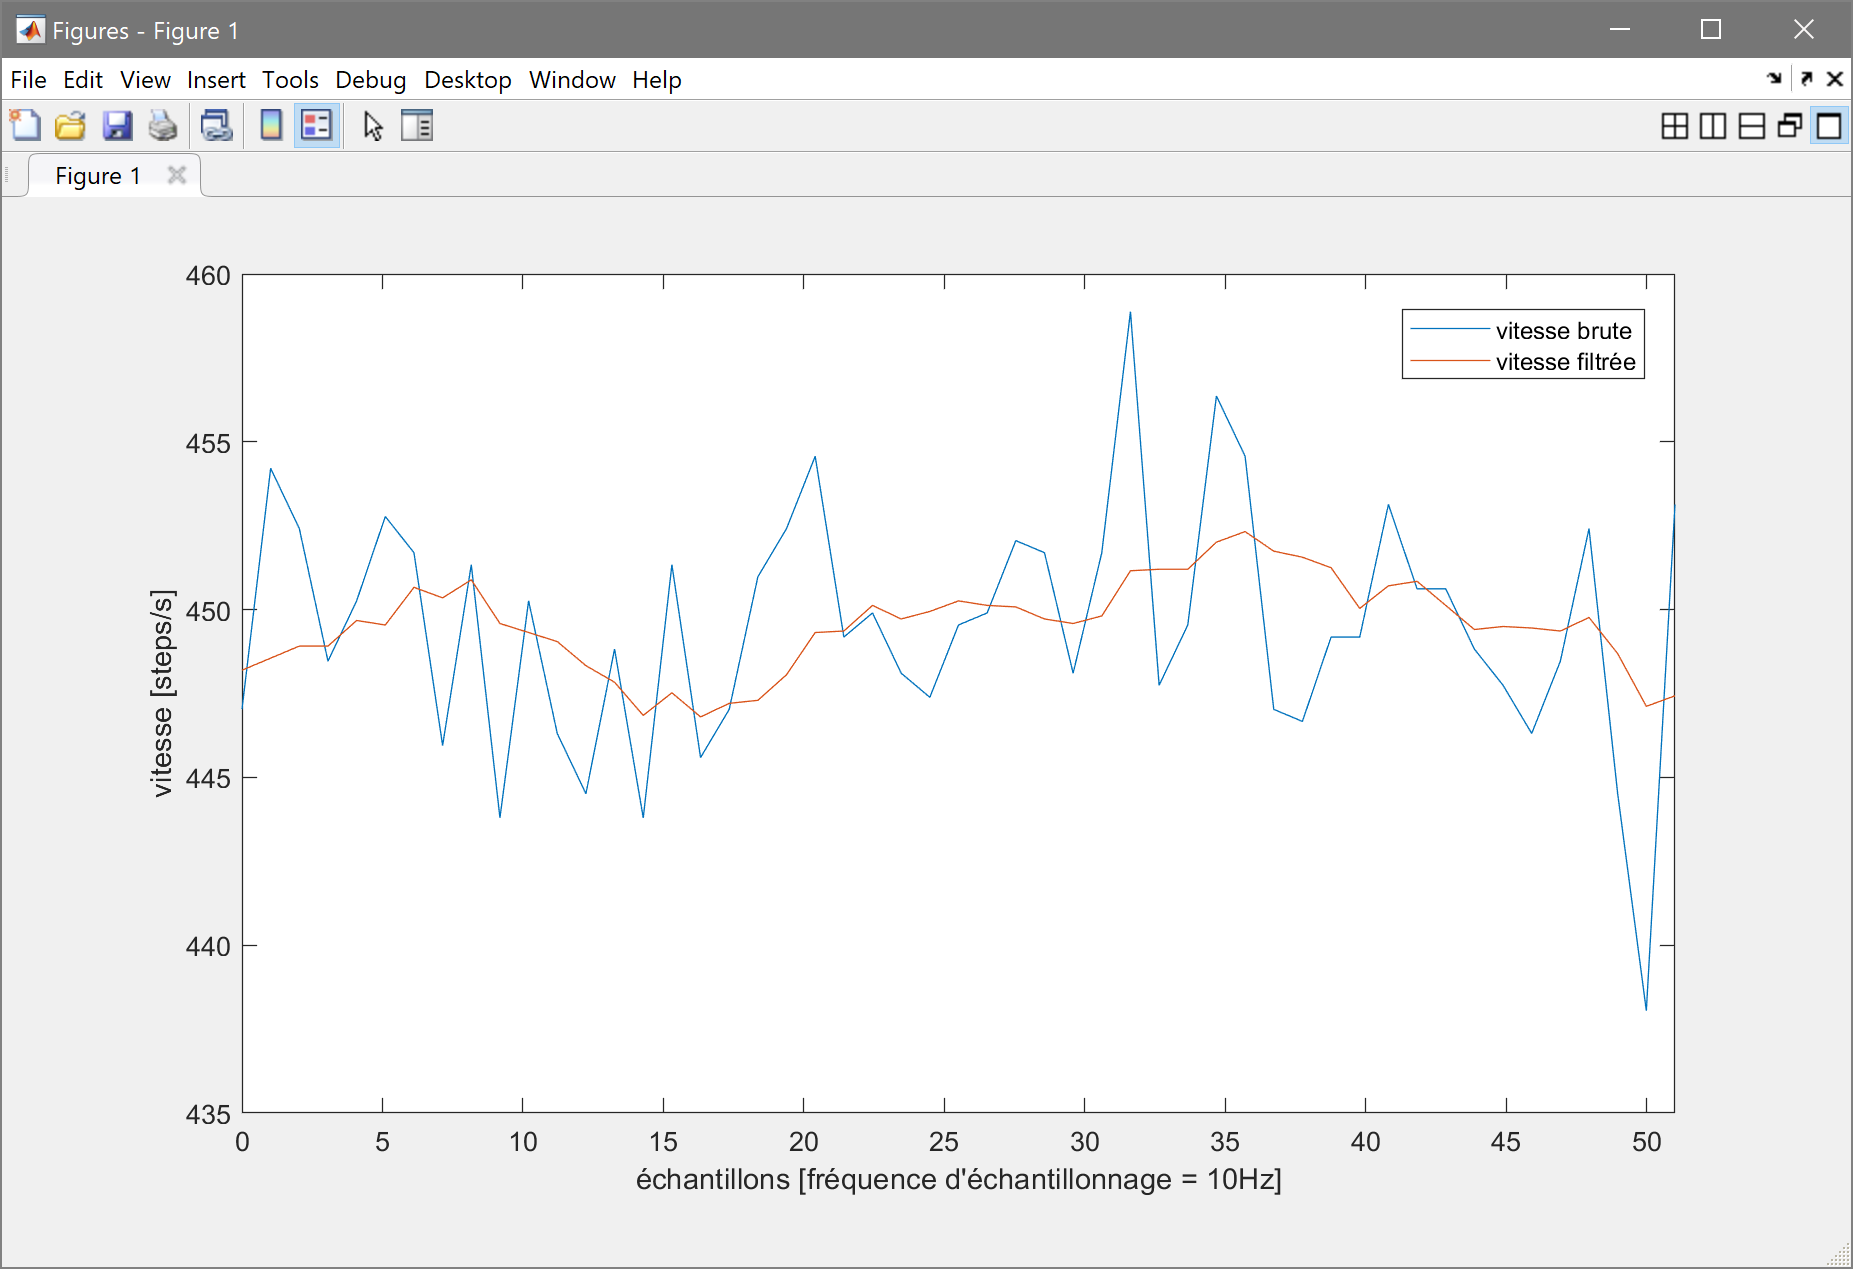 Figures - Figure 1
File Edit View Insert Tools Debug Desktop Window Help
Figure 1
460
455
450
445
440
435
vitesse [steps/s]
vitesse brute
vitesse filtrée
0 5 10 15 20 25 30 35 40 45 50
échantillons [fréquence d'échantillonnage = 10Hz]